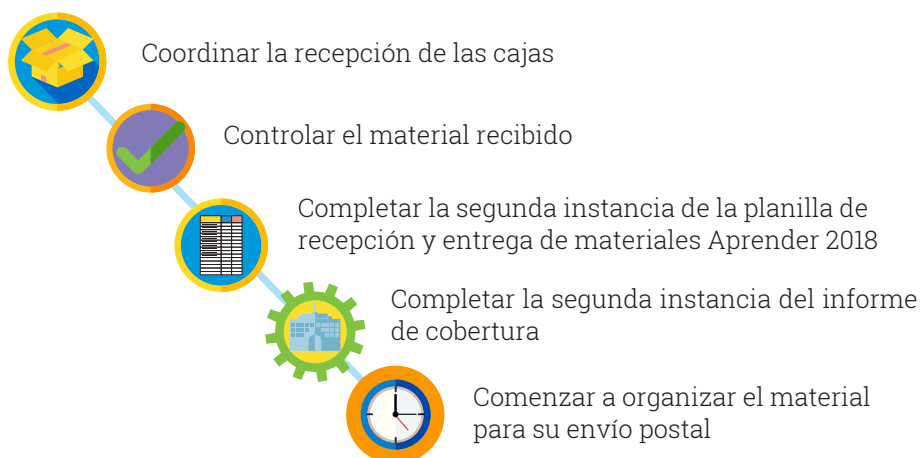 Coordinar la recepción de las cajas
Controlar el material recibido
Completar la segunda instancia de la planilla de
recepción y entrega de materiales Aprender 2018
Completar la segunda instancia del informe
de cobertura
Comenzar a organizar el material
para su envío postal